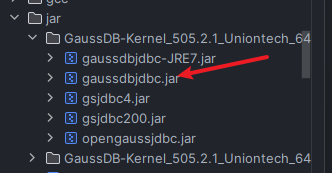 jar
GaussDB-Kernel_505.2.1_Uniontech_64
gaussdbjdbc-JRE7.jar
gaussdbjdbc.jar
gsjdbc4.jar
gsjdbc200.jar
opengaussjdbc.jar
GaussDB-Kernel_505.2.1_Uniontech_64